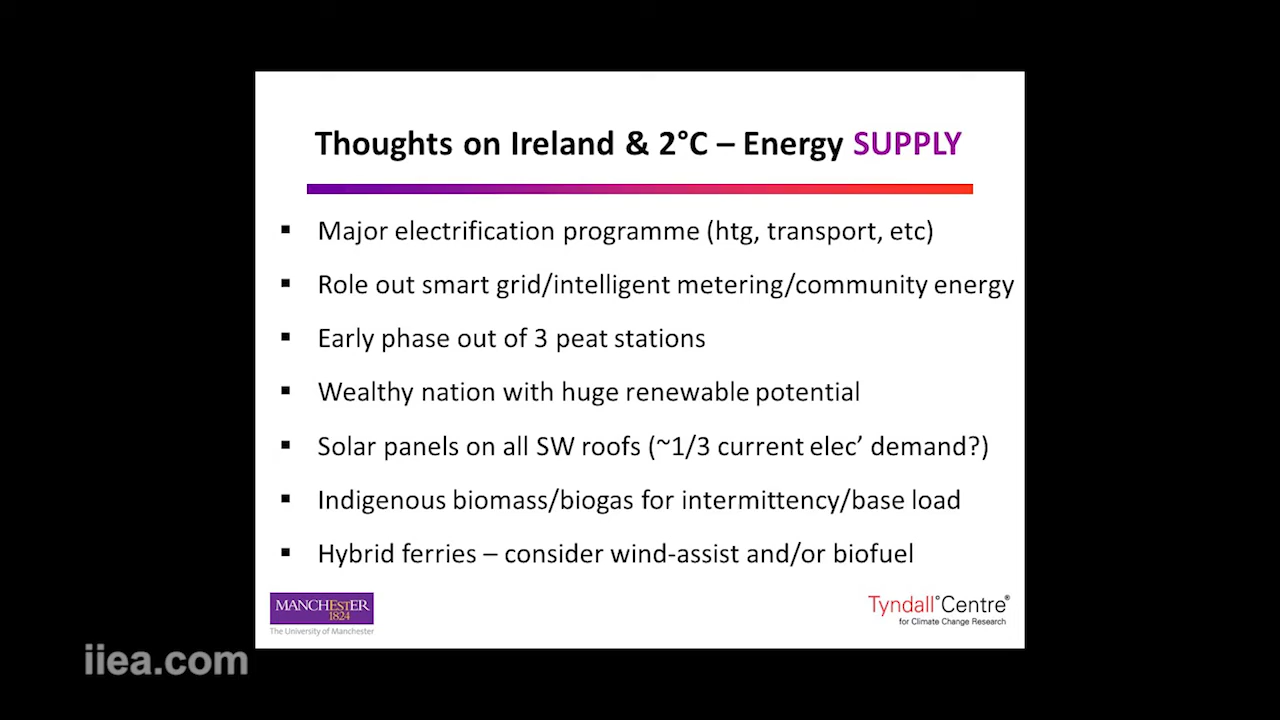 Thoughts on Ireland & 2°C – Energy SUPPLY
▪ Major electrification programme (htg, transport, etc)
▪ Role out smart grid/intelligent metering/community energy
▪ Early phase out of 3 peat stations
▪ Wealthy nation with huge renewable potential
▪ Solar panels on all SW roofs (~1/3 current elec’ demand?)
▪ Indigenous biomass/biogas for intermittency/base load
▪ Hybrid ferries – consider wind-assist and/or biofuel
MANCHESTER
1824
The University of Manchester
Tyndall°Centre®
for Climate Change Research
iiea.com